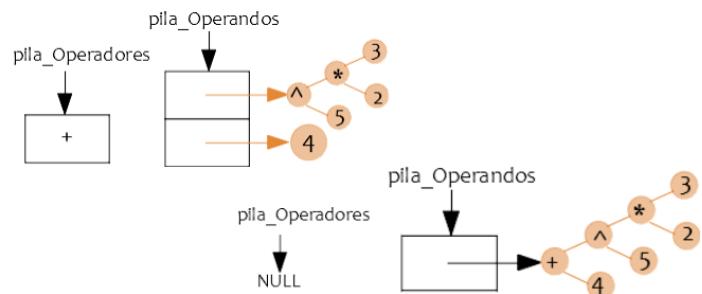 pila_Operandos
pila_Operadores
3
*
^
2
5
+
4
pila_Operandos
3
pila_Operadores
*
2
^
+
5
NULL
4